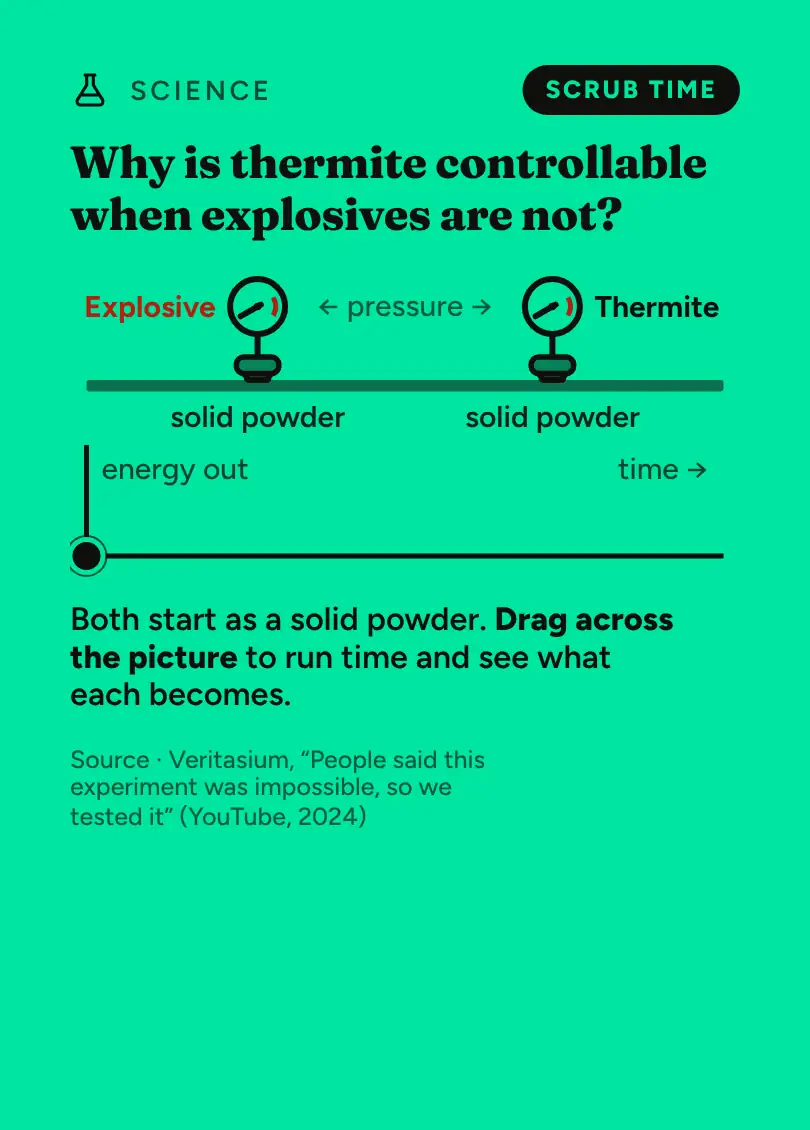 SCIENCE
SCRUB TIME
Why is thermite controllable
when explosives are not?
Explosive ← pressure → Thermite
solid powder solid powder
energy out time →
Both start as a solid powder. Drag across
the picture to run time and see what
each becomes.
Source · Veritasium, “People said this
experiment was impossible, so we
tested it” (YouTube, 2024)